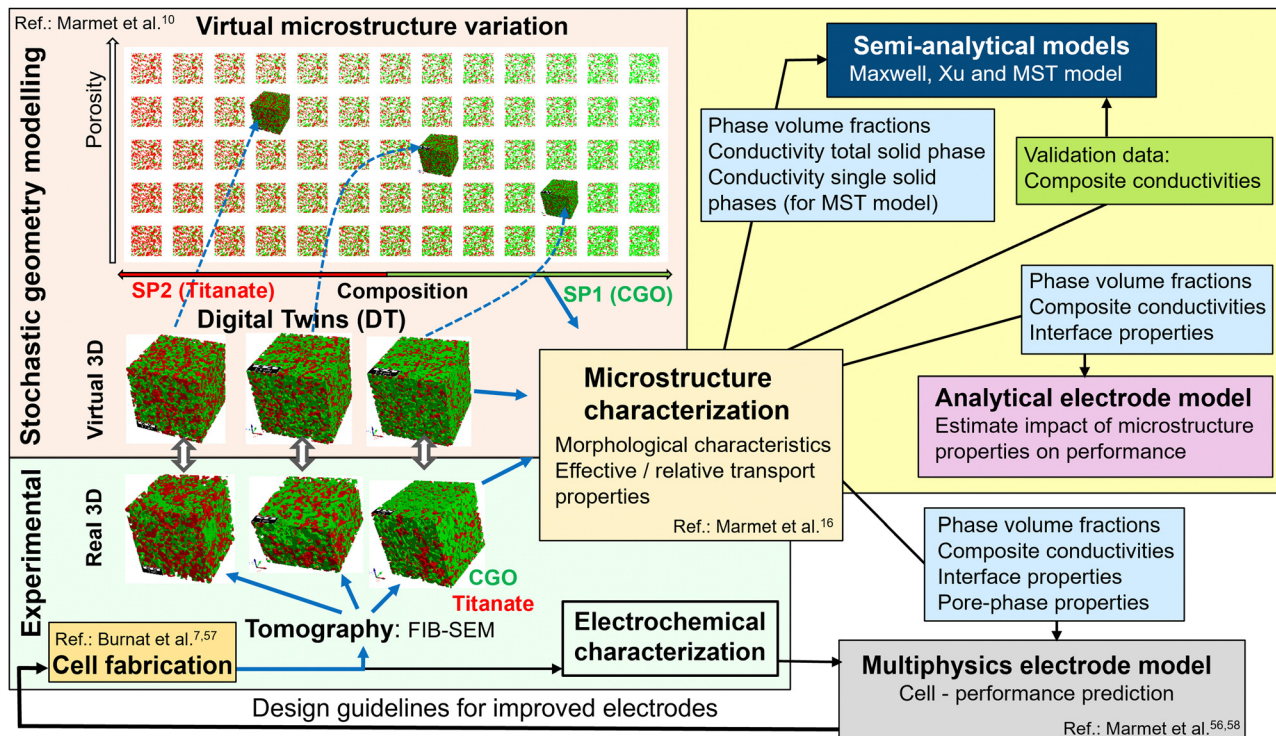 Ref.: Marmet et al.10
Virtual microstructure variation
Stochastic geometry modelling
Porosity
SP2 (Titanate)
Composition
SP1 (CGO)
Digital Twins (DT)
Virtual 3D
Experimental
Real 3D
CGO
Titanate
Tomography: FIB-SEM
Ref.: Burnat et al.7,57
Cell fabrication
Electrochemical
characterization
Design guidelines for improved electrodes
Microstructure
characterization
Morphological characteristics
Effective / relative transport
properties
Ref.: Marmet et al.16
Semi-analytical models
Maxwell, Xu and MST model
Phase volume fractions
Conductivity total solid phase
Conductivity single solid
phases (for MST model)
Validation data:
Composite conductivities
Phase volume fractions
Composite conductivities
Interface properties
Analytical electrode model
Estimate impact of microstructure
properties on performance
Phase volume fractions
Composite conductivities
Interface properties
Pore-phase properties
Multiphysics electrode model
Cell - performance prediction
Ref.: Marmet et al.56,58